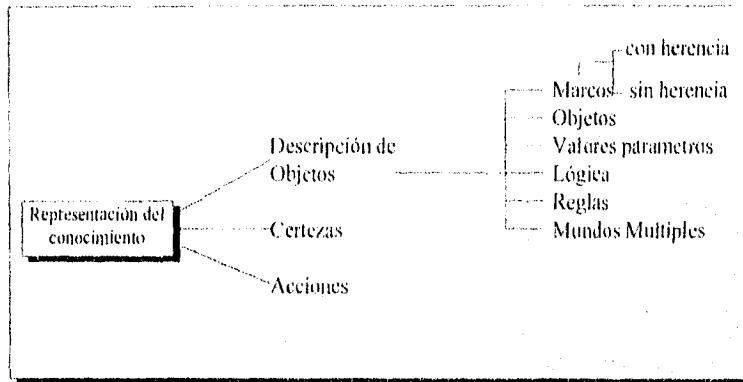 con herencia
Marcos sin herencia
Objetos
Descripción de
Objetos
Valores parametros
Lógica
Reglas
Mundos Multiples
Representación del
conocimiento
Certezas
Acciones